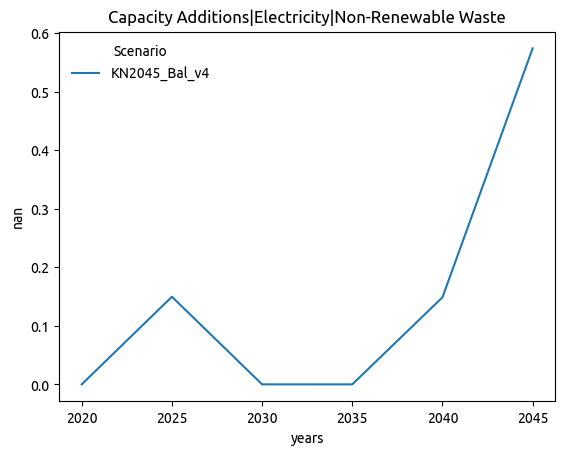 Capacity Additions|Electricity|Non-Renewable Waste
0.6
Scenario
KN2045_Bal_v4
0.5
0.4
0.3
nan
0.2
0.1
0.0
2020 2025 2030 2035 2040 2045
years